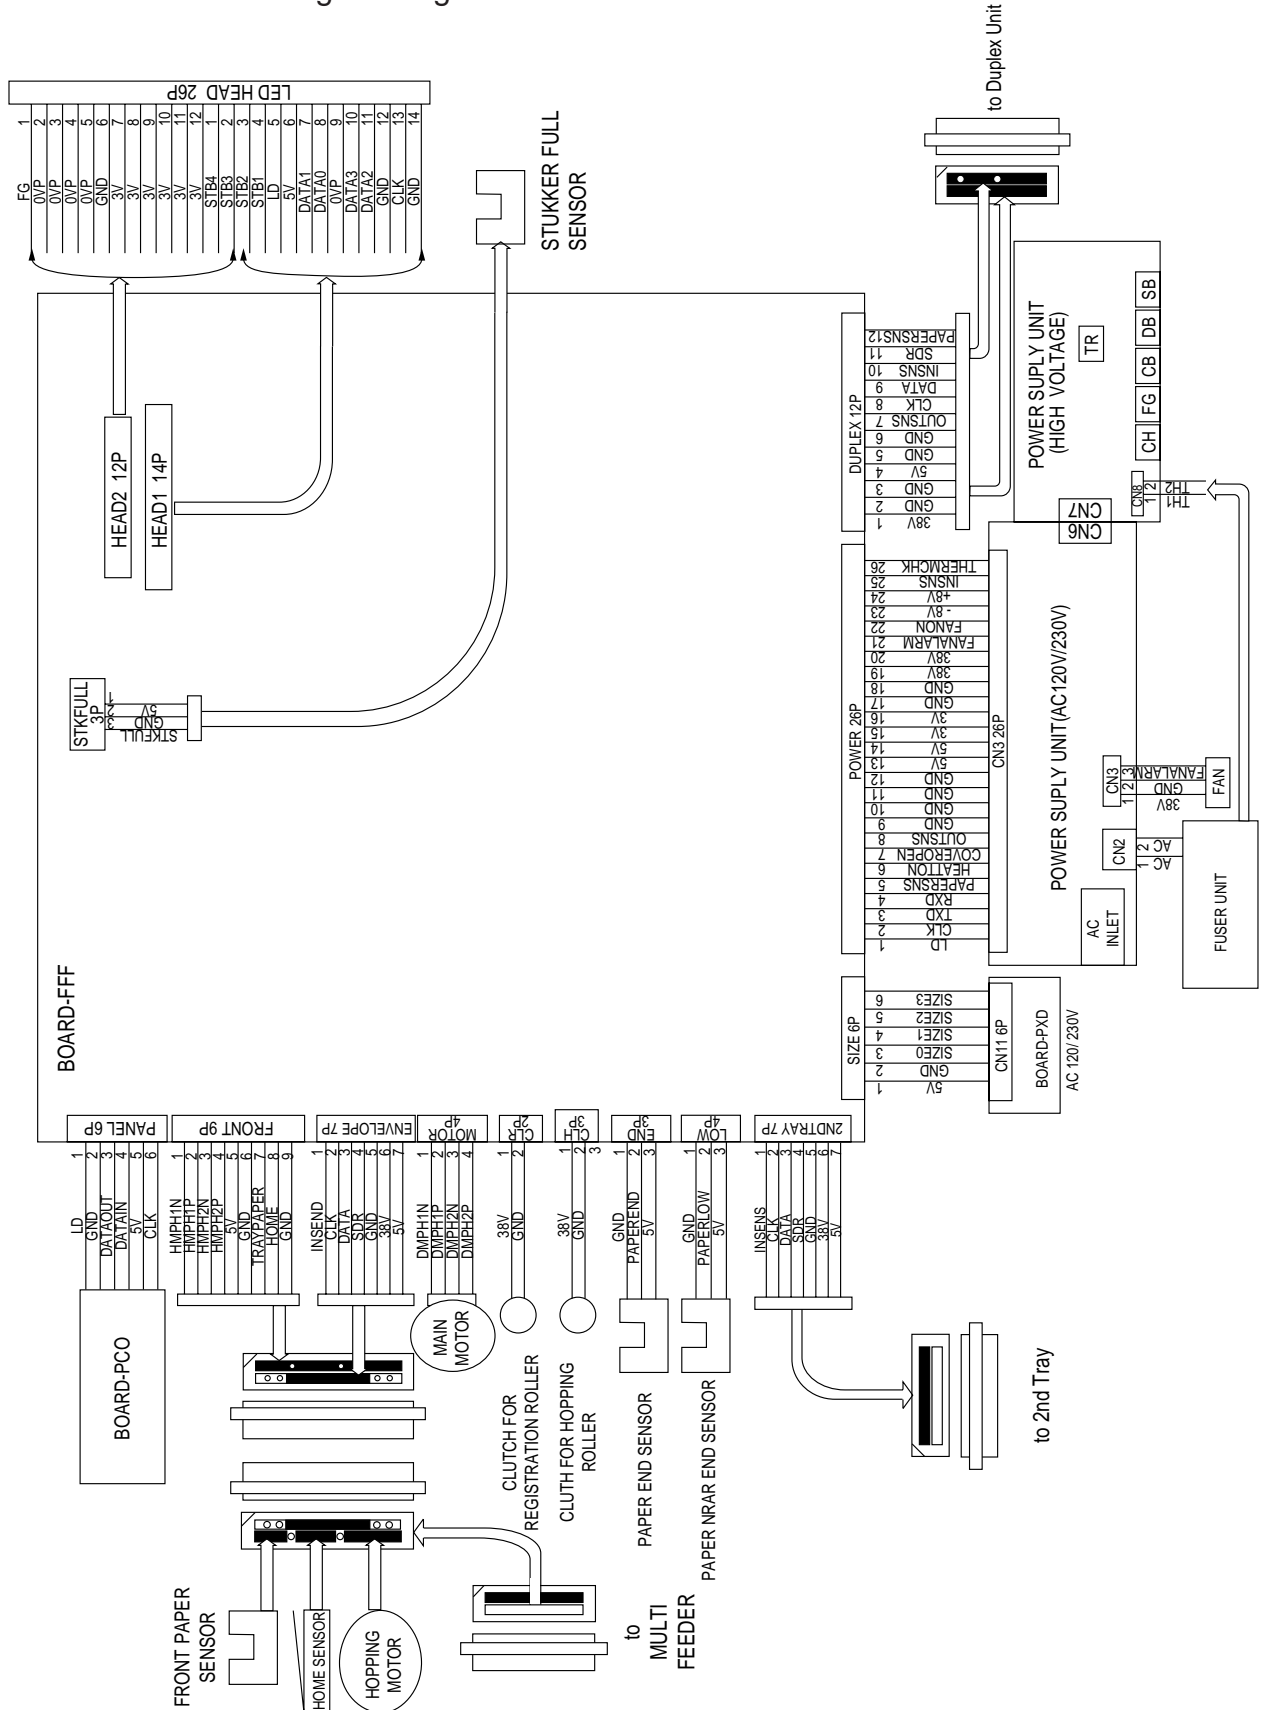 to Duplex Unit
LED HEAD 26P
1
2
3
4
5
6
7
8
9
10
11
12
1
2
3
4
5
6
7
8
9
10
11
12
13
14
FG
0VP
0VP
0VP
0VP
GND
3V
3V
3V
3V
3V
3V
STB4
STB3
STB2
STB1
LD
5V
DATA1
DATA0
0VP
DATA3
DATA2
GND
CLK
GND
STUKKER FULL
SENSOR
HEAD2 12P
HEAD1 14P
STKFULL
3P
1
2
3
5V
GND
STKFULL
BOARD-FFF
DUPLEX 12P
PAPERSNS
12
SDR
11
INSNS
10
DATA
9
CLK
8
OUTSNS
7
GND
6
GND
5
5V
4
GND
3
GND
2
38V
1
POWER SUPLY UNIT
(HIGH VOLTAGE)
TR
SB
DB
CB
FG
CH
CN8
1 2
TH2
TH1
CN7
CN6
POWER 26P
THERMCHK
26
INSNS
25
+8V
24
- 8V
23
FANON
22
FANALARM
21
38V
20
38V
19
GND
18
GND
17
3V
16
3V
15
5V
14
5V
13
GND
12
GND
11
GND
10
GND
9
OUTSNS
8
COVEROPEN
7
HEATTON
6
PAPERSNS
5
RXD
4
TXD
3
CLK
2
LD
1
CN3 26P
POWER SUPLY UNIT(AC120V/230V)
CN3
1 2 3
FANALARM
GND
38V
FAN
CN2
1 2
AC
AC
AC
INLET
FUSER UNIT
SIZE 6P
SIZE3
6
SIZE2
5
SIZE1
4
SIZE0
3
GND
2
5V
1
CN11 6P
BOARD-PXD
AC 120/ 230V
PANEL 6P
1
2
3
4
5
6
LD
GND
DATAOUT
DATAIN
5V
CLK
BOARD-PCO
FRONT 9P
1
2
3
4
5
6
7
8
9
HMPH1N
HMPH1P
HMPH2N
HMPH2P
5V
GND
TRAYPAPER
HOME
GND
ENVELOPE 7P
1
2
3
4
5
6
7
INSEND
CLK
DATA
SDR
GND
38V
5V
MOTOR
4P
1
2
3
4
DMPH1N
DMPH1P
DMPH2N
DMPH2P
MAIN
MOTOR
CLR
2P
1
2
38V
GND
CLUTCH FOR
REGISTRATION ROLLER
CLH
3P
1
2
3
38V
GND
CLUTH FOR HOPPING
ROLLER
END
3P
1
2
3
GND
PAPEREND
5V
PAPER END SENSOR
LOW
4P
1
2
3
GND
PAPERLOW
5V
PAPER NRAR END SENSOR
2NDTRAY 7P
1
2
3
4
5
6
7
INSENS
CLK
DATA
SDR
GND
38V
5V
to 2nd Tray
FRONT PAPER
SENSOR
HOME SENSOR
HOPPING
MOTOR
to
MULTI
FEEDER